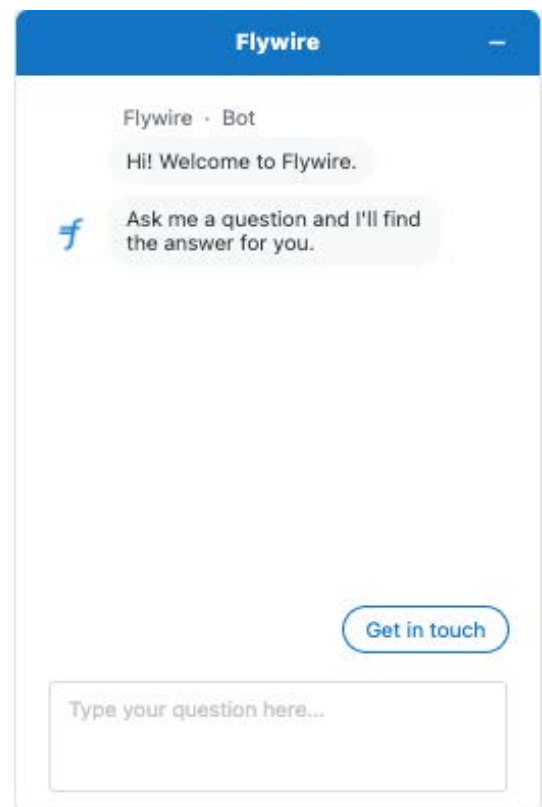 Flywire
Flywire · Bot
Hi! Welcome to Flywire.
Ask me a question and I'll find
the answer for you.
Get in touch
Type your question here...